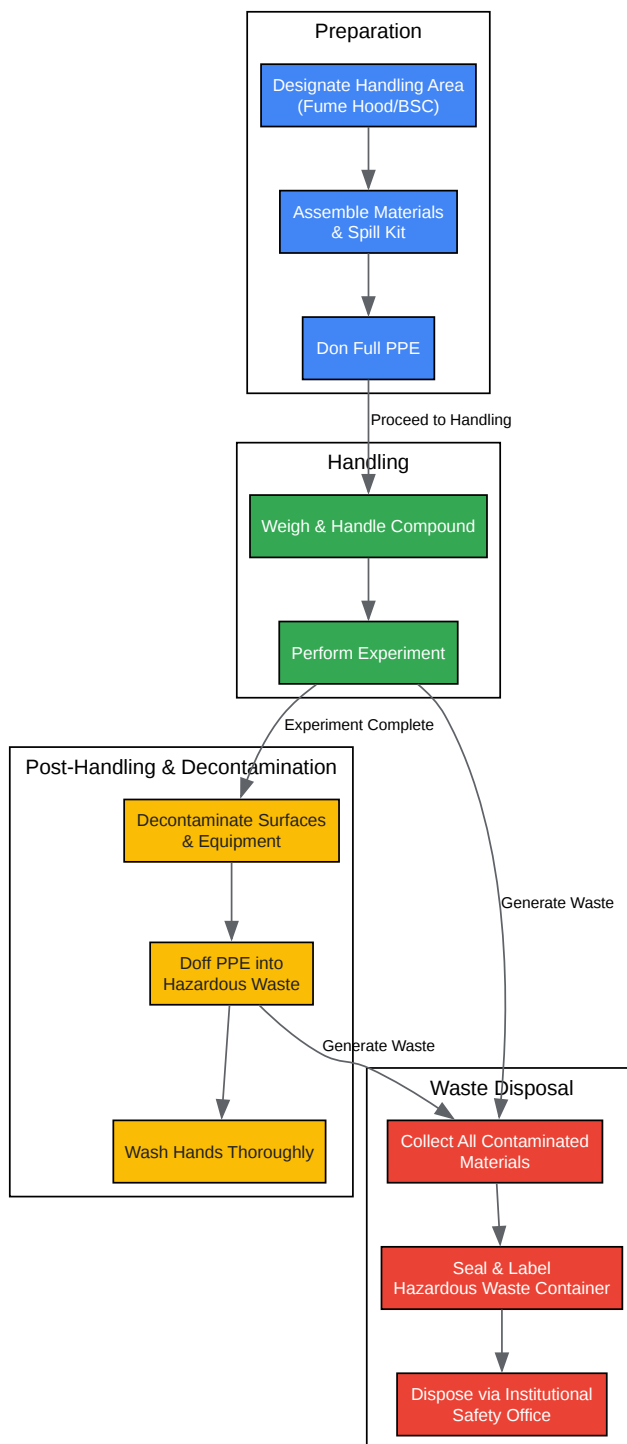 Preparation
Designate Handling Area
(Fume Hood/BSC)
Assemble Materials
& Spill Kit
Don Full PPE
Proceed to Handling
Handling
Weigh & Handle Compound
Perform Experiment
Experiment Complete
Post-Handling & Decontamination
Decontaminate Surfaces
& Equipment
Generate Waste
Doff PPE into
Hazardous Waste
Generate Waste
Wash Hands Thoroughly
Waste Disposal
Collect All Contaminated
Materials
Seal & Label
Hazardous Waste Container
Dispose via Institutional
Safety Office